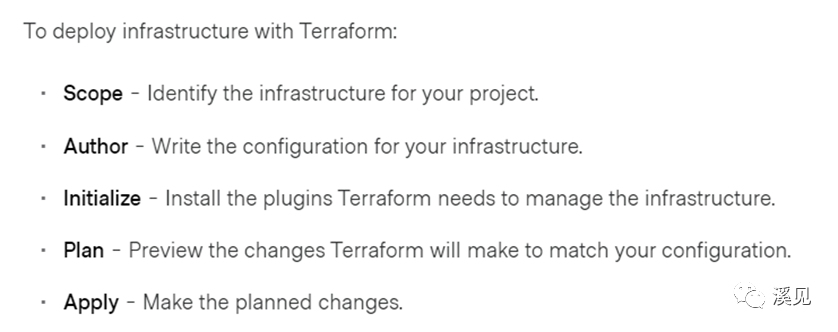 To deploy infrastructure with Terraform:
· Scope - Identify the infrastructure for your project.
· Author - Write the configuration for your infrastructure.
· Initialize - Install the plugins Terraform needs to manage the infrastructure.
· Plan - Preview the changes Terraform will make to match your configuration.
· Apply - Make the planned changes.
溪见